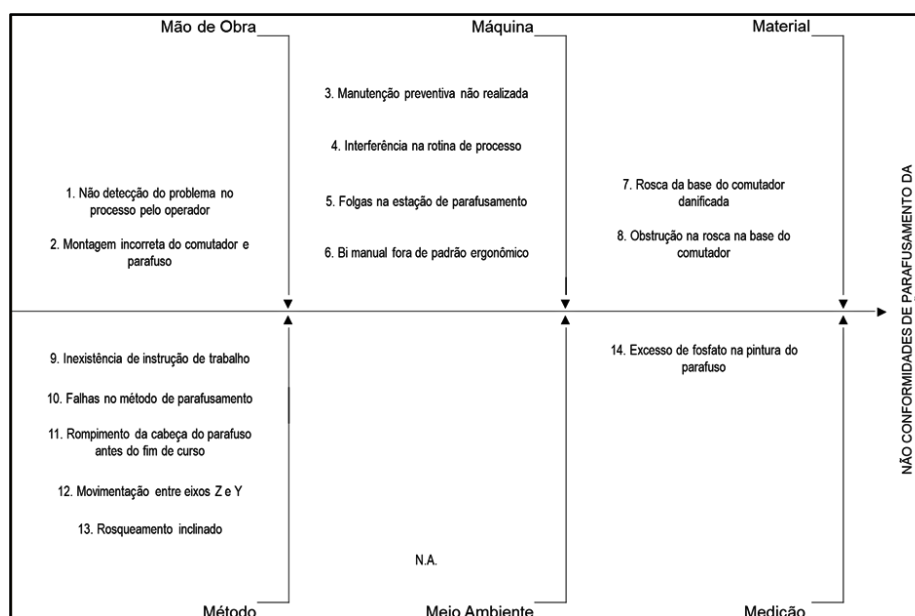 Mão de Obra
Máquina
Material
3. Manutenção preventiva não realizada
4. Interferência na rotina de processo
1. Não detecção do problema no
processo pelo operador
5. Folgas na estação de parafusamento
7. Rosca da base do comutador
danificada
2. Montagem incorreta do comutador e
parafuso
6. Bi manual fora de padrão ergonômico
8. Obstrução na rosca na base do
comutador
9. Inexistência de instrução de trabalho
10. Falhas no método de parafusamento
11. Rompimento da cabeça do parafuso
antes do fim de curso
12. Movimentação entre eixos Z e Y
13. Rosqueamento inclinado
14. Excesso de fosfato na pintura do
parafuso
N.A.
Método
Meio Ambiente
Medição
NÃO CONFORMIDADES DE PARAFUSAMENTO DA